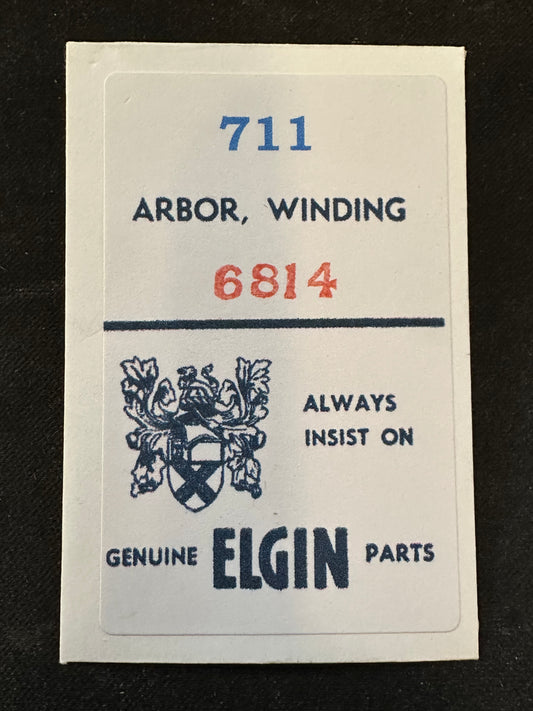 711
ARBOR, WINDING
6814
ALWAYS
INSIST ON
GENUINE ELGIN PARTS